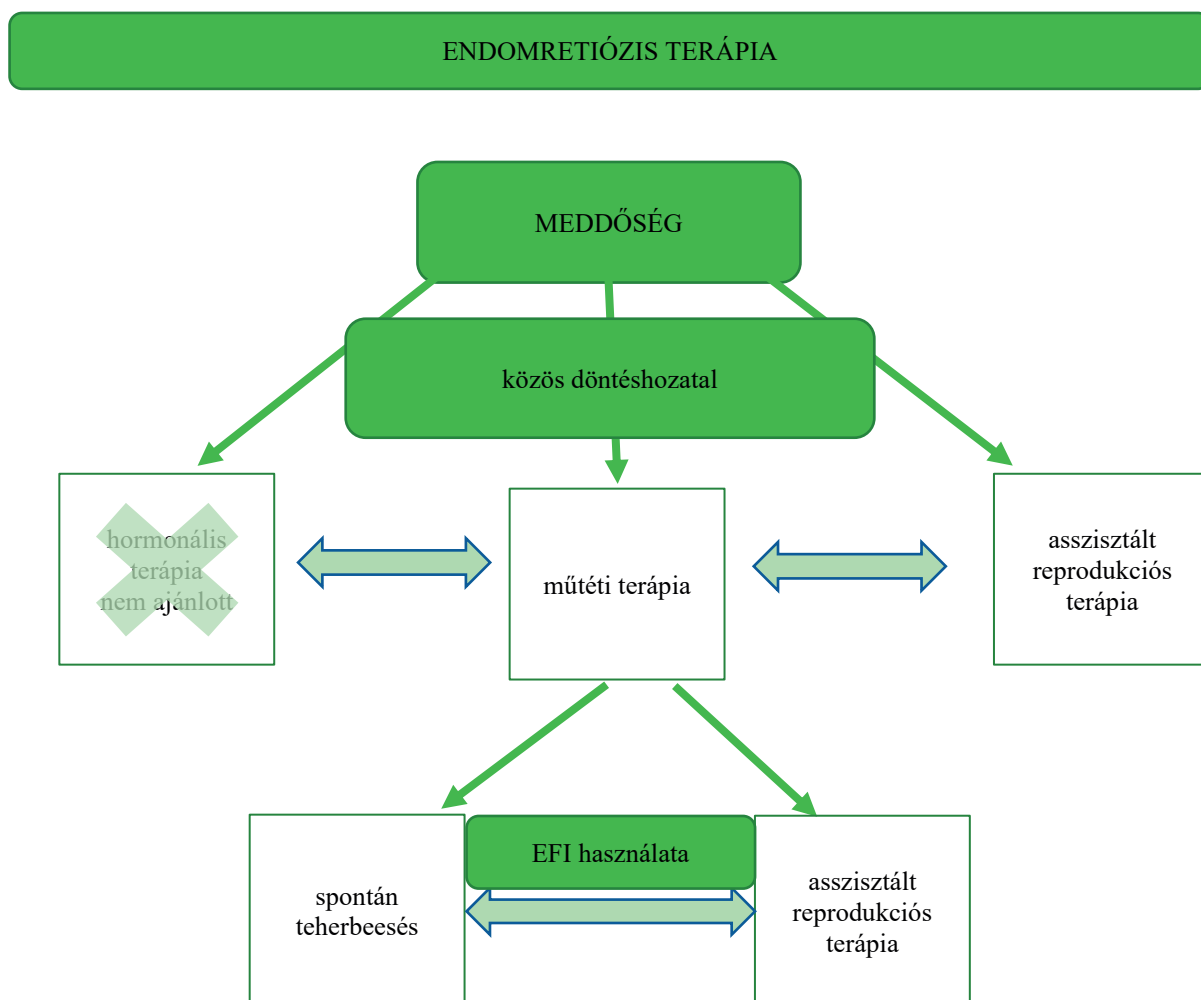 ENDOMRETIÓZIS TERÁPIA
MEDDŐSÉG
közös döntéshozatal
hormonális
terápia
nem ajánlott
műtéti terápia
asszisztált
reprodukciós
terápia
EFI használata
spontán
teherbeesés
asszisztált
reprodukciós
terápia